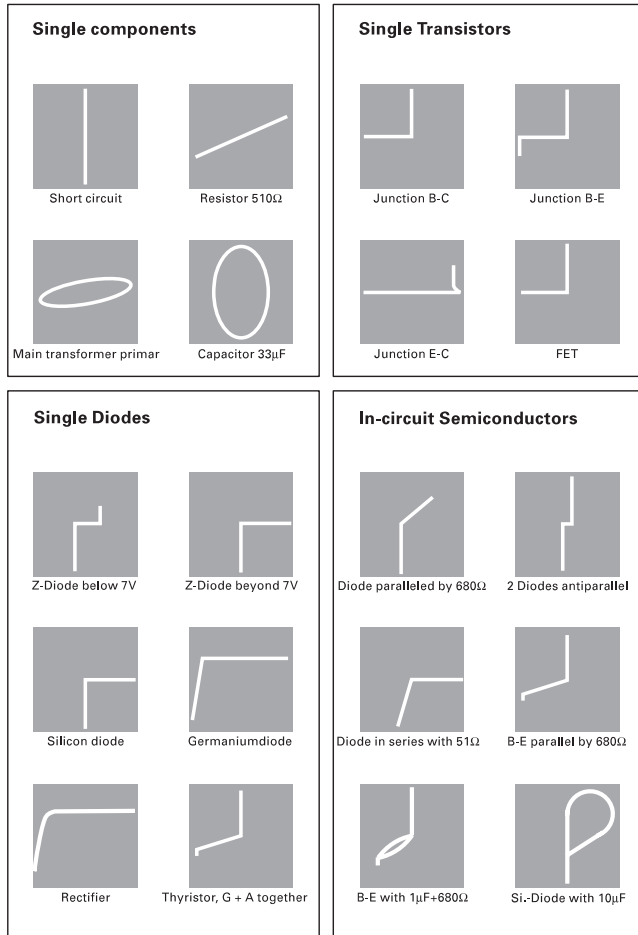 Single components
Short circuit
Resistor 510Ω
Main transformer primar
Capacitor 33μF
Single Transistors
Junction B-C
Junction B-E
Junction E-C
FET
Single Diodes
Z-Diode below 7V
Z-Diode beyond 7V
Silicon diode
Germaniumdiode
Rectifier
Thyristor, G + A together
In-circuit Semiconductors
Diode paralleled by 680Ω
2 Diodes antiparallel
Diode in series with 51Ω
B-E parallel by 680Ω
B-E with 1μF+680Ω
Si.-Diode with 10μF